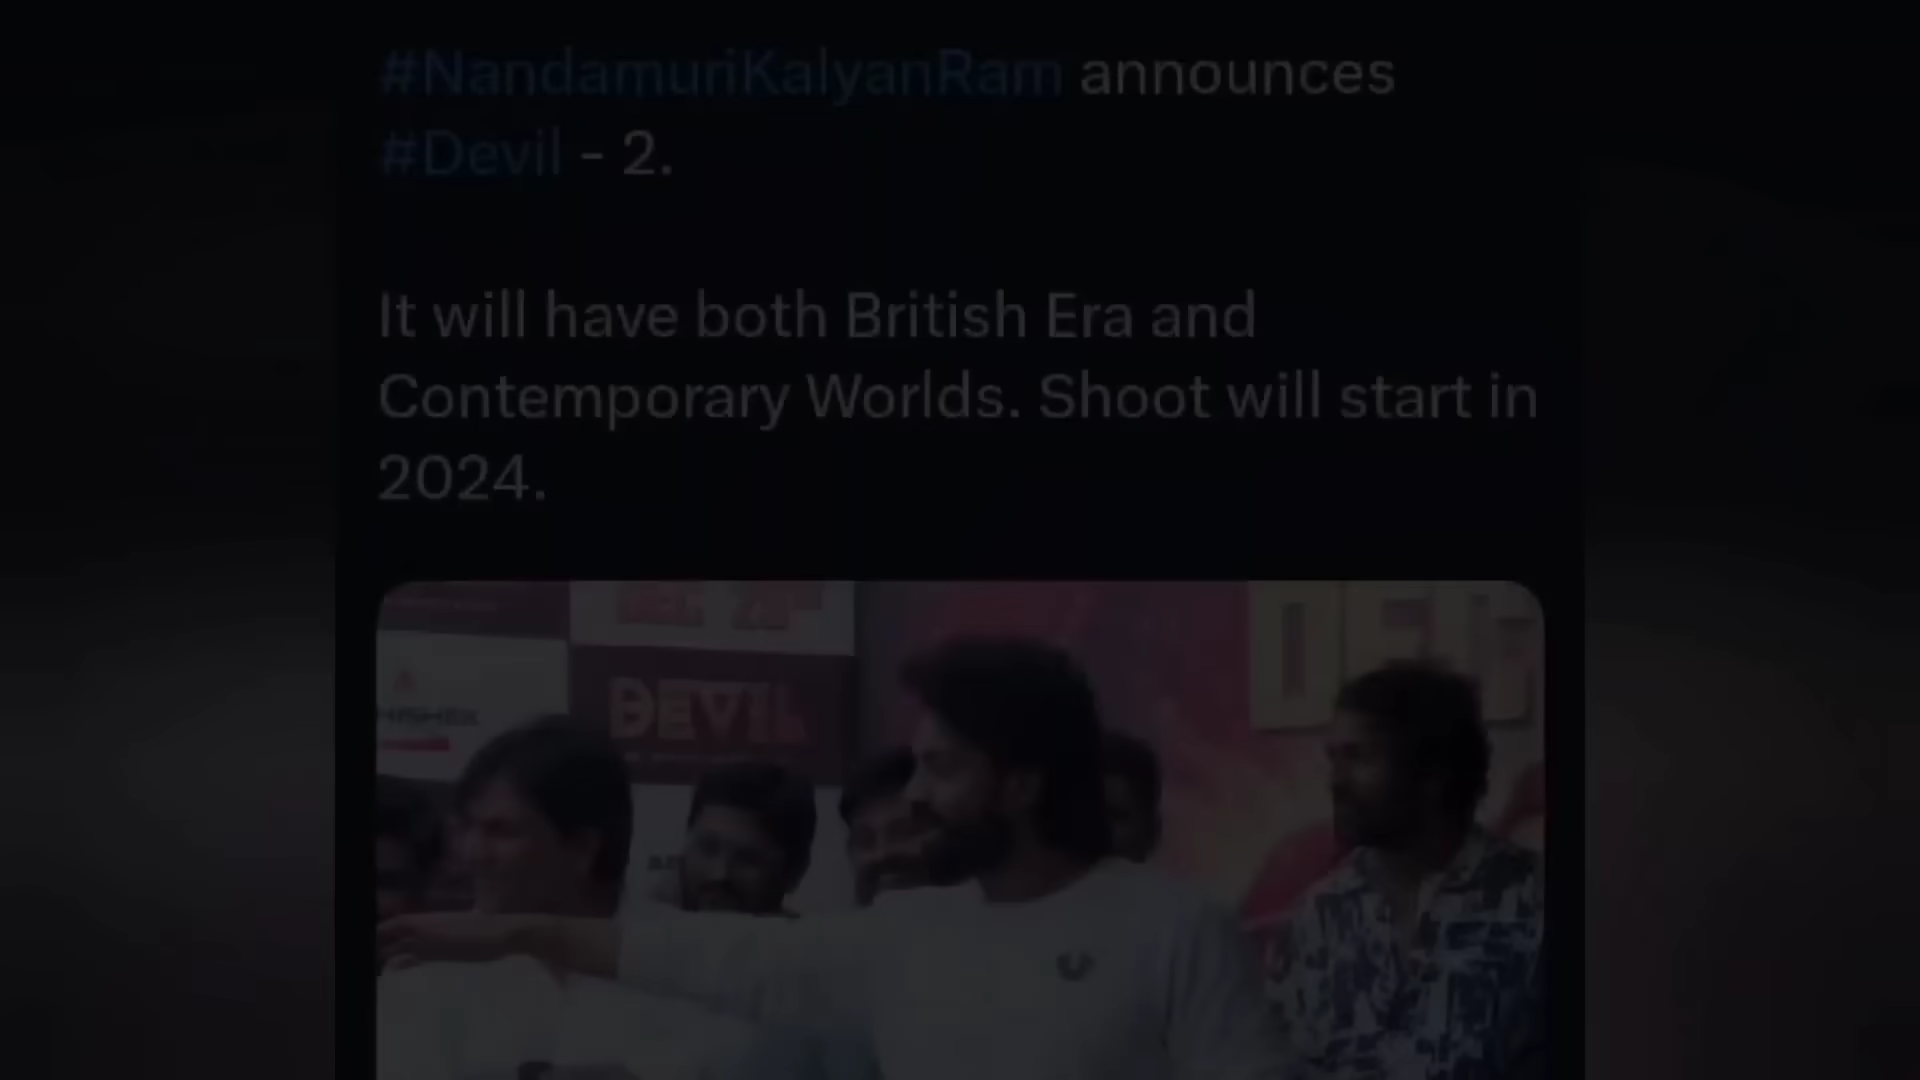 #NandamuriKalyanRam announces
#Devil - 2.
It will have both British Era and
Contemporary Worlds. Shoot will start in
2024.
DEVIL